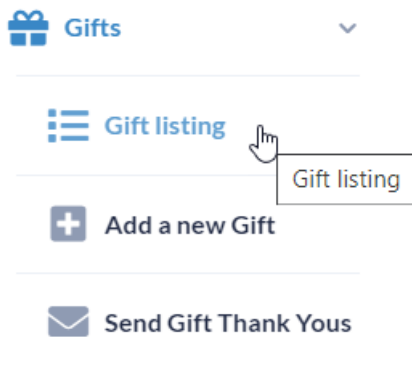 Gifts
Gift listing
Gift listing
Add a new Gift
Send Gift Thank Yous